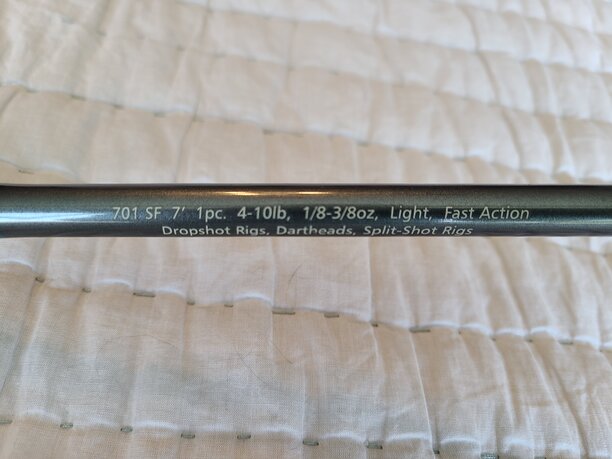 701 SF 7' 1pc. 4-10lb, 1/8-3/8oz, Light, Fast Action
Dropshot Rigs, Dartheads, Split-Shot Rigs